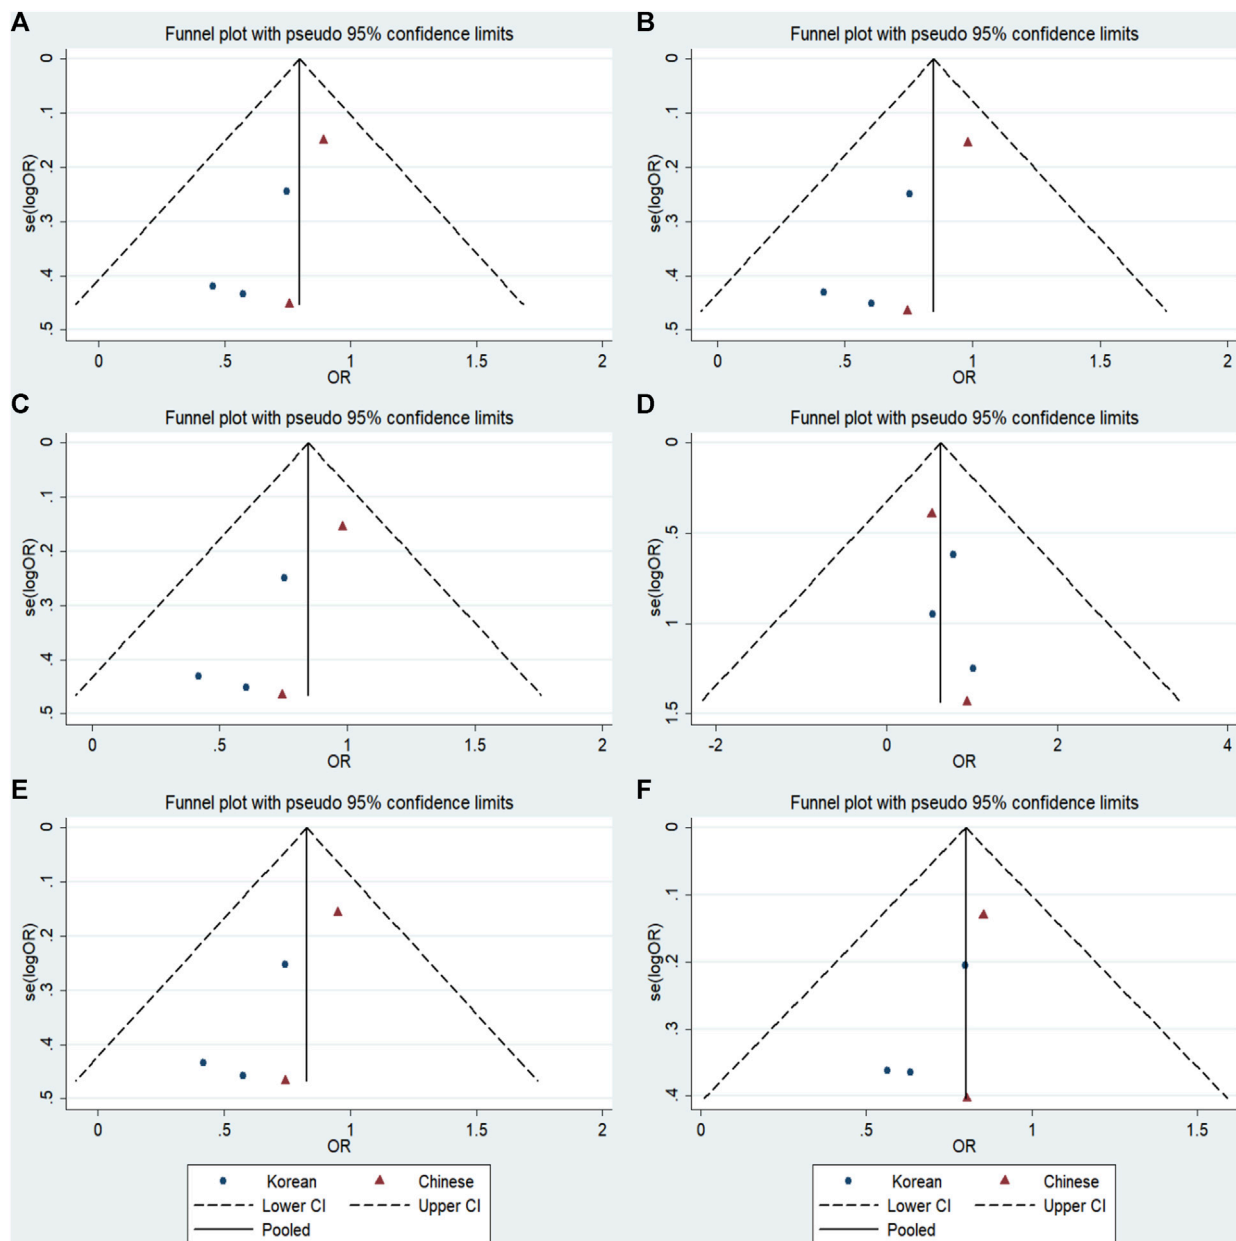 A
Funnel plot with pseudo 95% confidence limits
0
.1
.2
.3
.4
.5
se(logOR)
0
.5
1
1.5
2
OR
B
Funnel plot with pseudo 95% confidence limits
0
.1
.2
.3
.4
.5
se(logOR)
0
.5
1
1.5
2
OR
C
Funnel plot with pseudo 95% confidence limits
0
.1
.2
.3
.4
.5
se(logOR)
0
.5
1
1.5
2
OR
D
Funnel plot with pseudo 95% confidence limits
0
.5
1
1.5
se(logOR)
-2
0
2
4
OR
E
Funnel plot with pseudo 95% confidence limits
0
.1
.2
.3
.4
.5
se(logOR)
0
.5
1
1.5
2
OR
Korean Chinese
Lower CI Upper CI
Pooled
F
Funnel plot with pseudo 95% confidence limits
0
.1
.2
.3
.4
se(logOR)
0
.5
1
1.5
OR
Korean Chinese
Lower CI Upper CI
Pooled